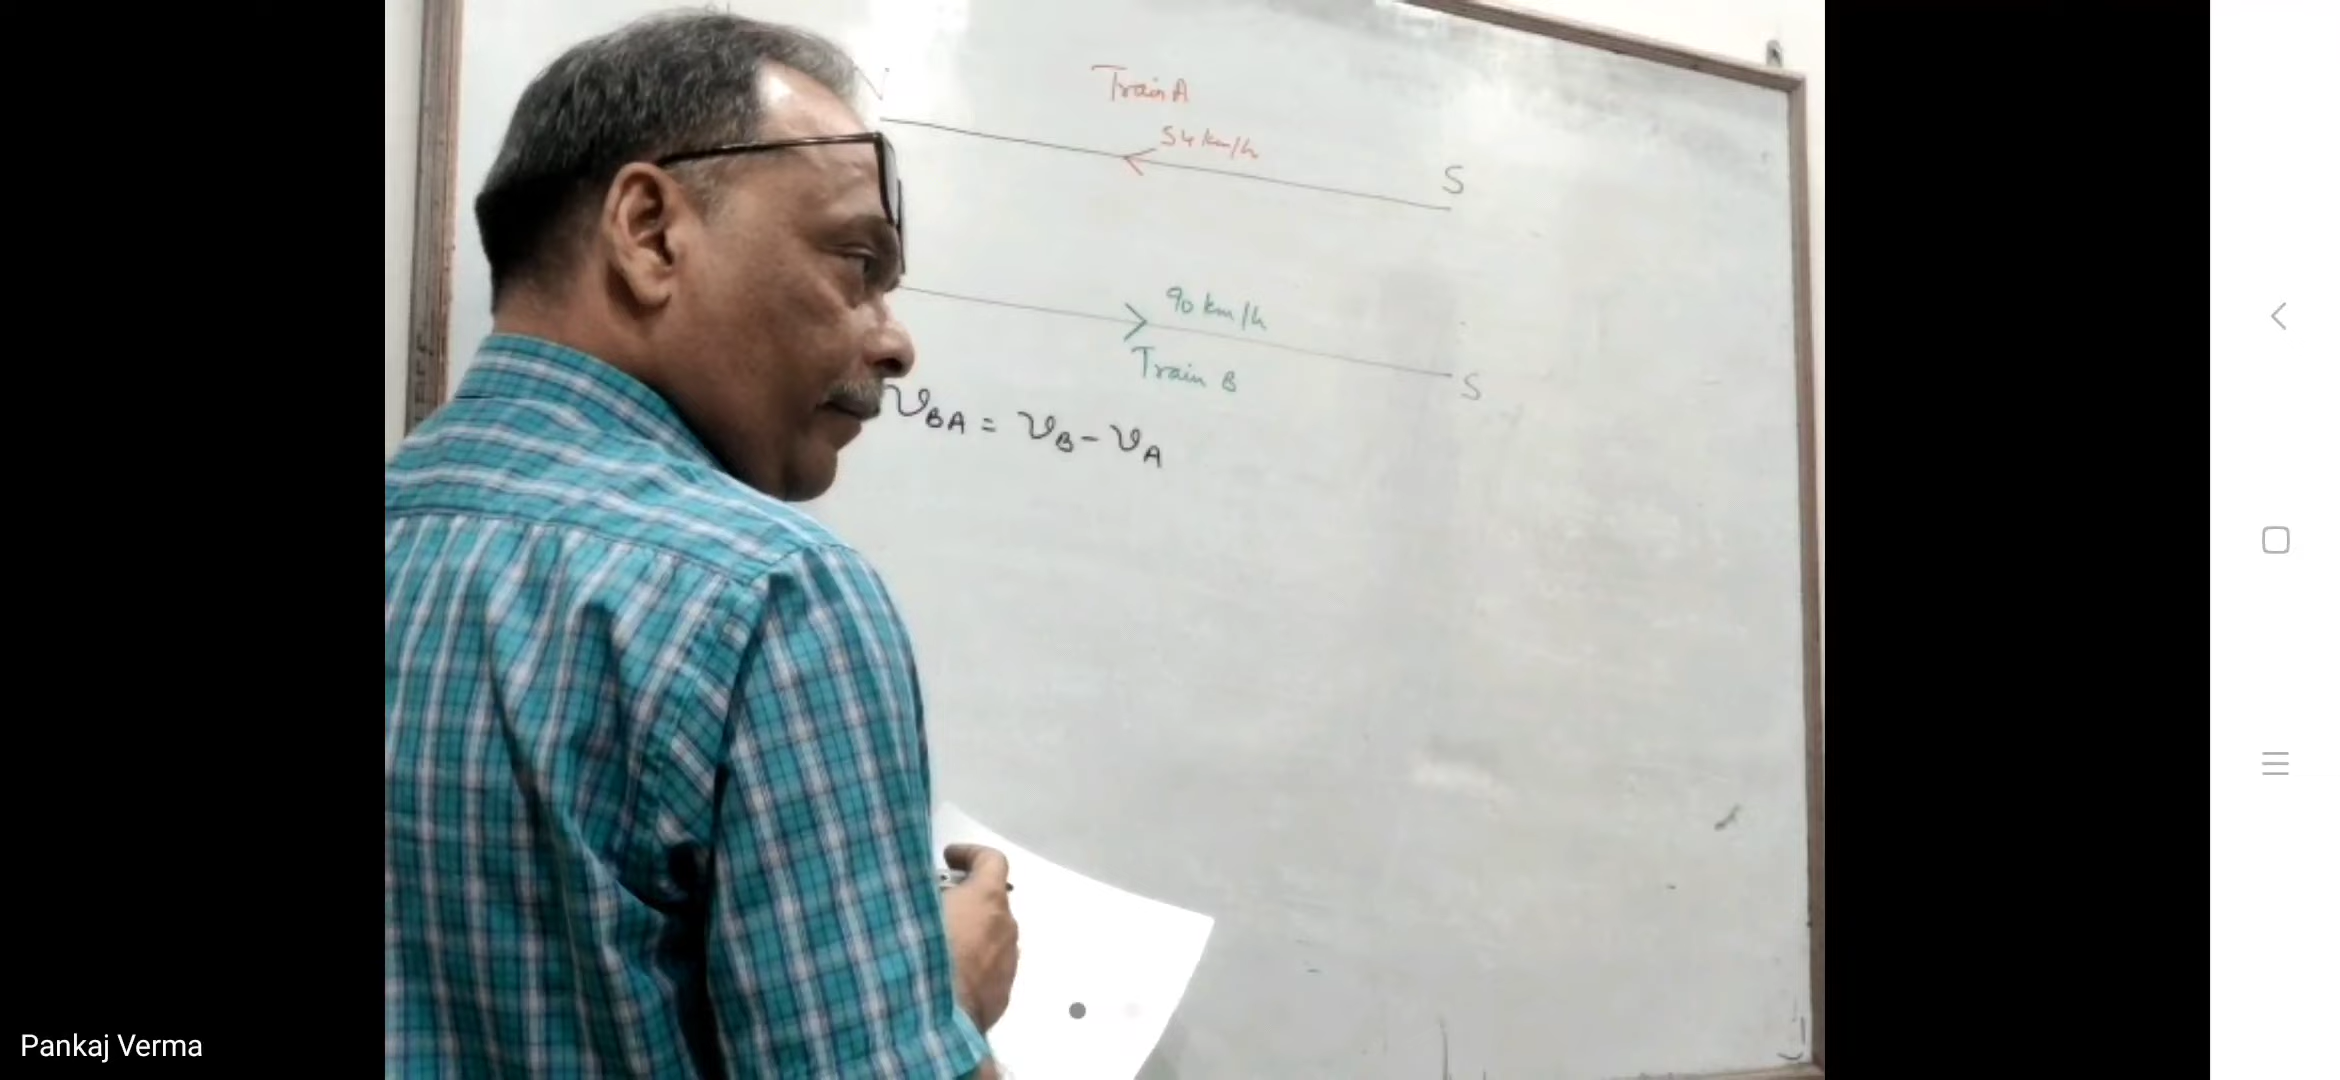 N
Train A
54 km/h
S
90 km/h
Train B
S
VBA = VB - VA
Pankaj Verma